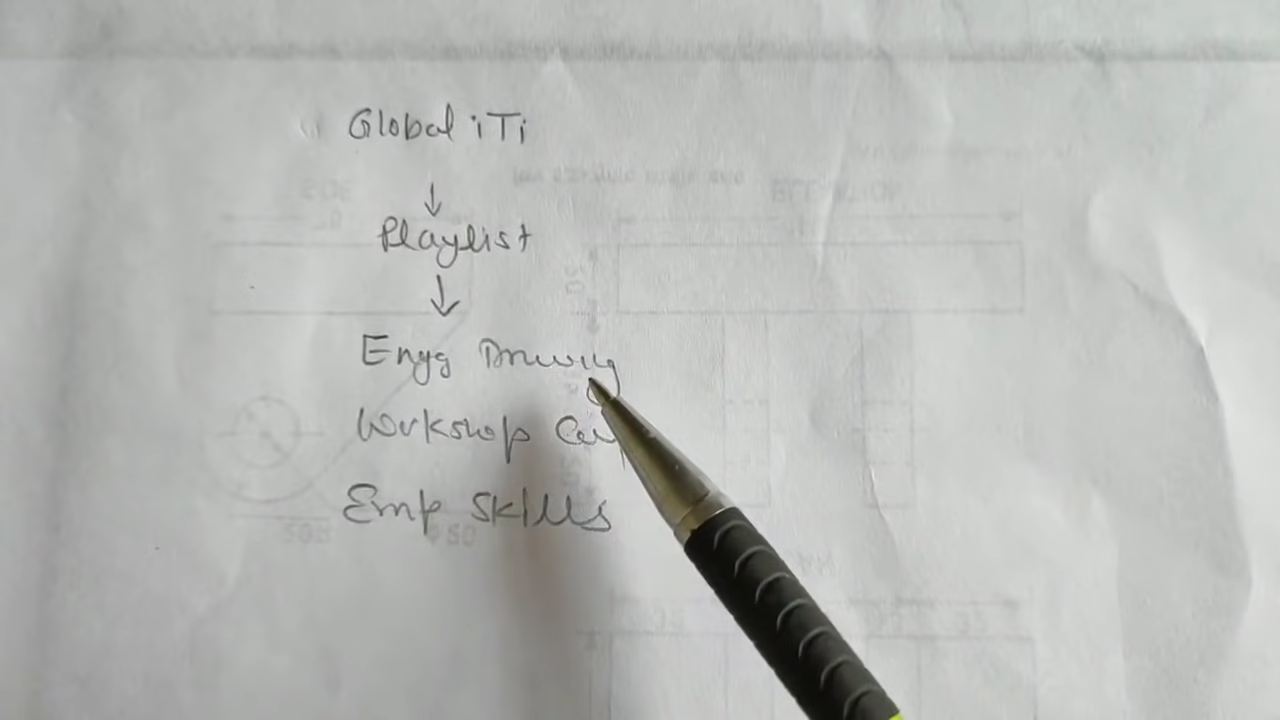 Global iTi
↓
Playlist
↓
Engg Drawing
Workshop
Emp Skills